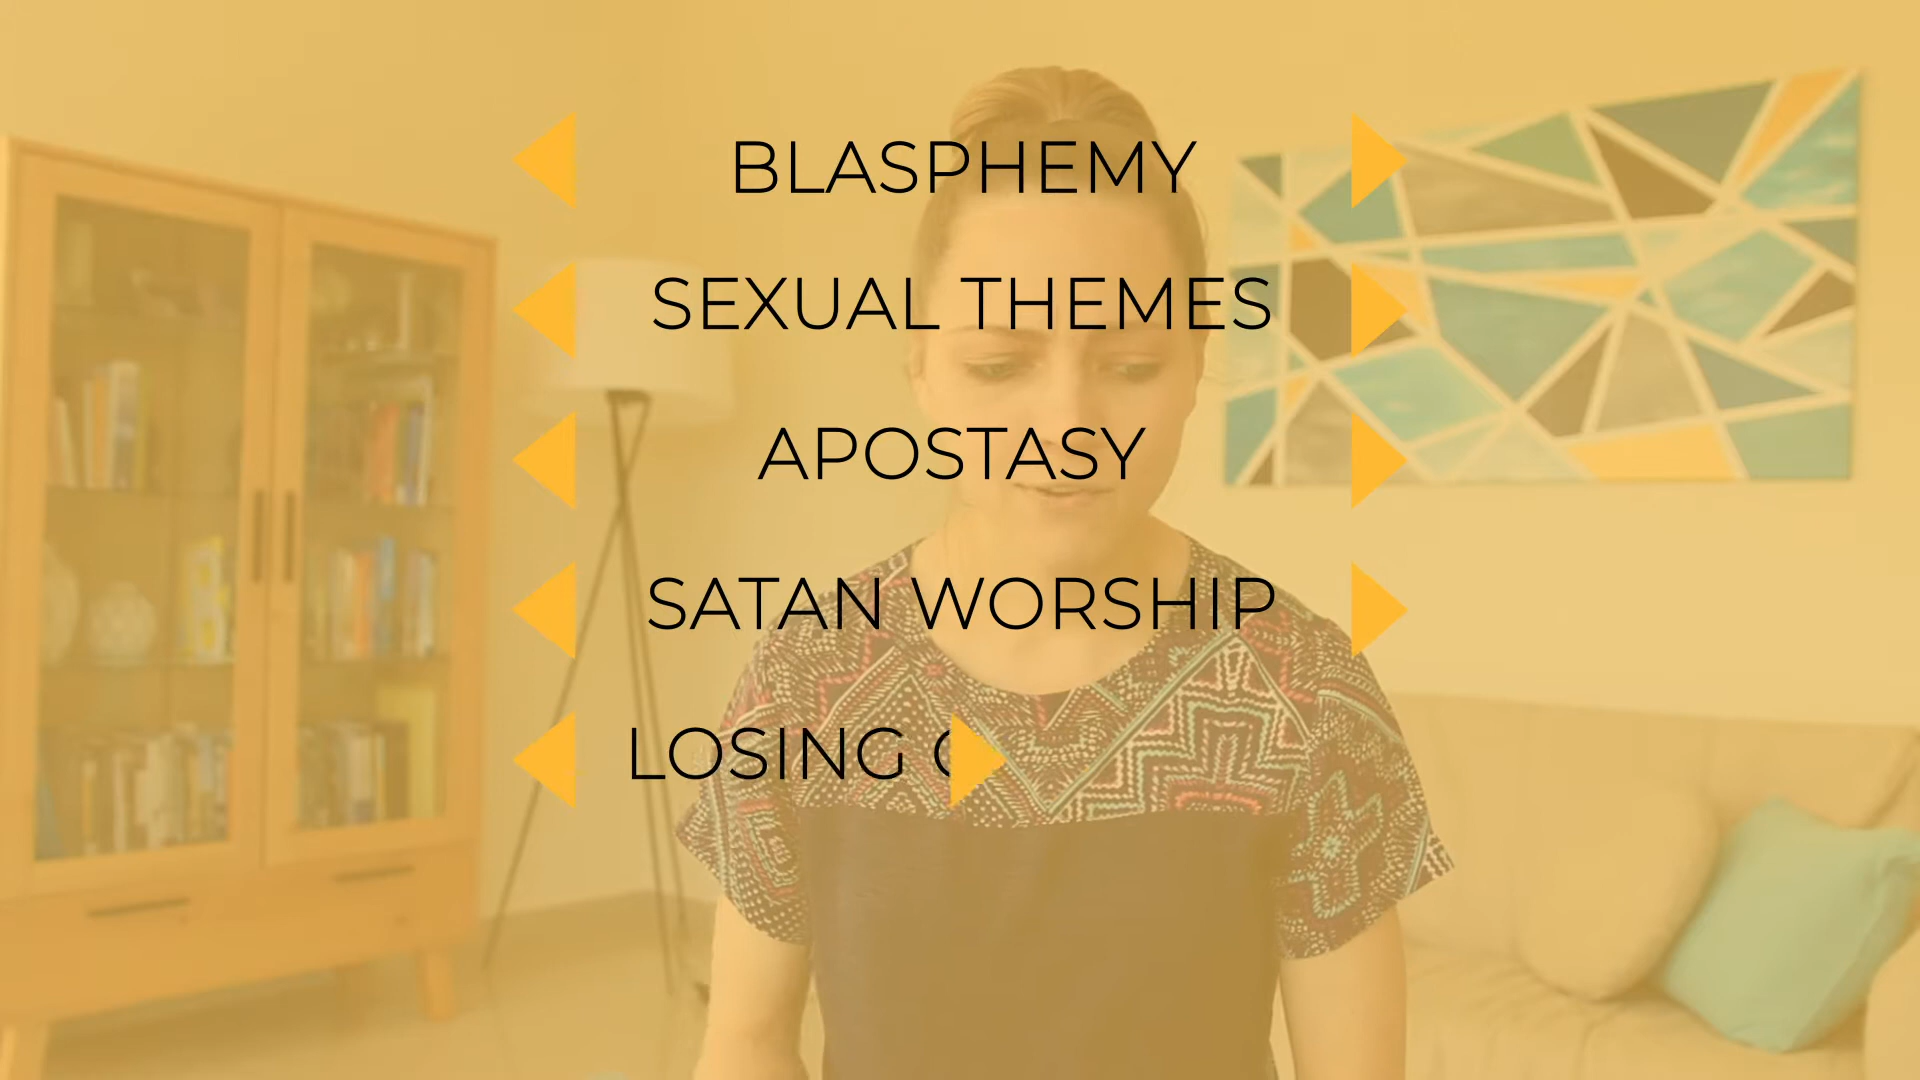 BLASPHEMY
SEXUAL THEMES
APOSTASY
SATAN WORSHIP
LOSING